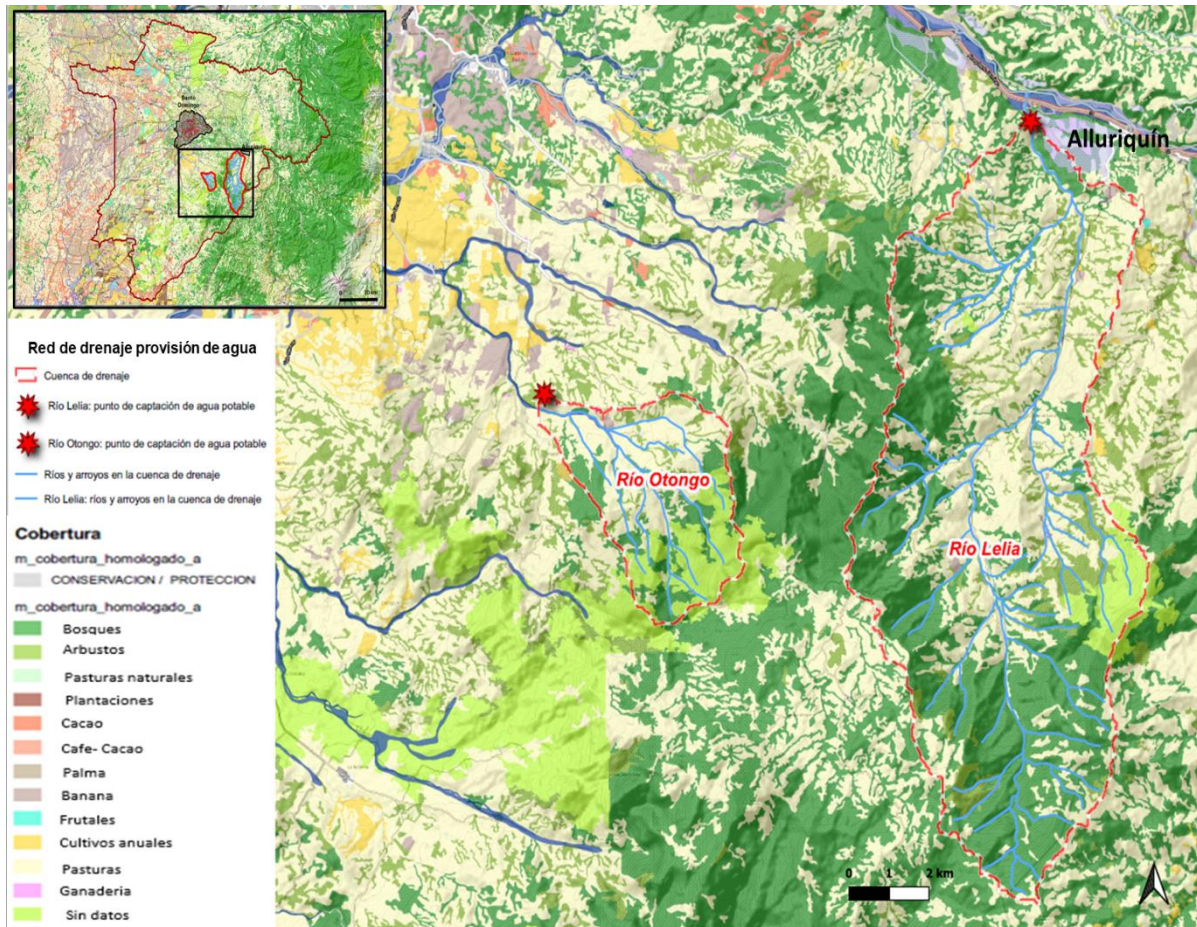 Santo
Domingo
Alluriquín
Red de drenaje provisión de agua
Cuenca de drenaje
Río Lelia: punto de captación de agua potable
Río Otongo: punto de captación de agua potable
Ríos y arroyos en la cuenca de drenaje
Río Lelia: ríos y arroyos en la cuenca de drenaje
Cobertura
m_cobertura_homologado_a
CONSERVACION / PROTECCION
m_cobertura_homologado_a
Bosques
Arbustos
Pasturas naturales
Plantaciones
Cacao
Cafe- Cacao
Palma
Banana
Frutales
Cultivos anuales
Pasturas
Ganaderia
Sin datos
Alluriquín
Río Otongo
Río Lelia
0 1 2 km